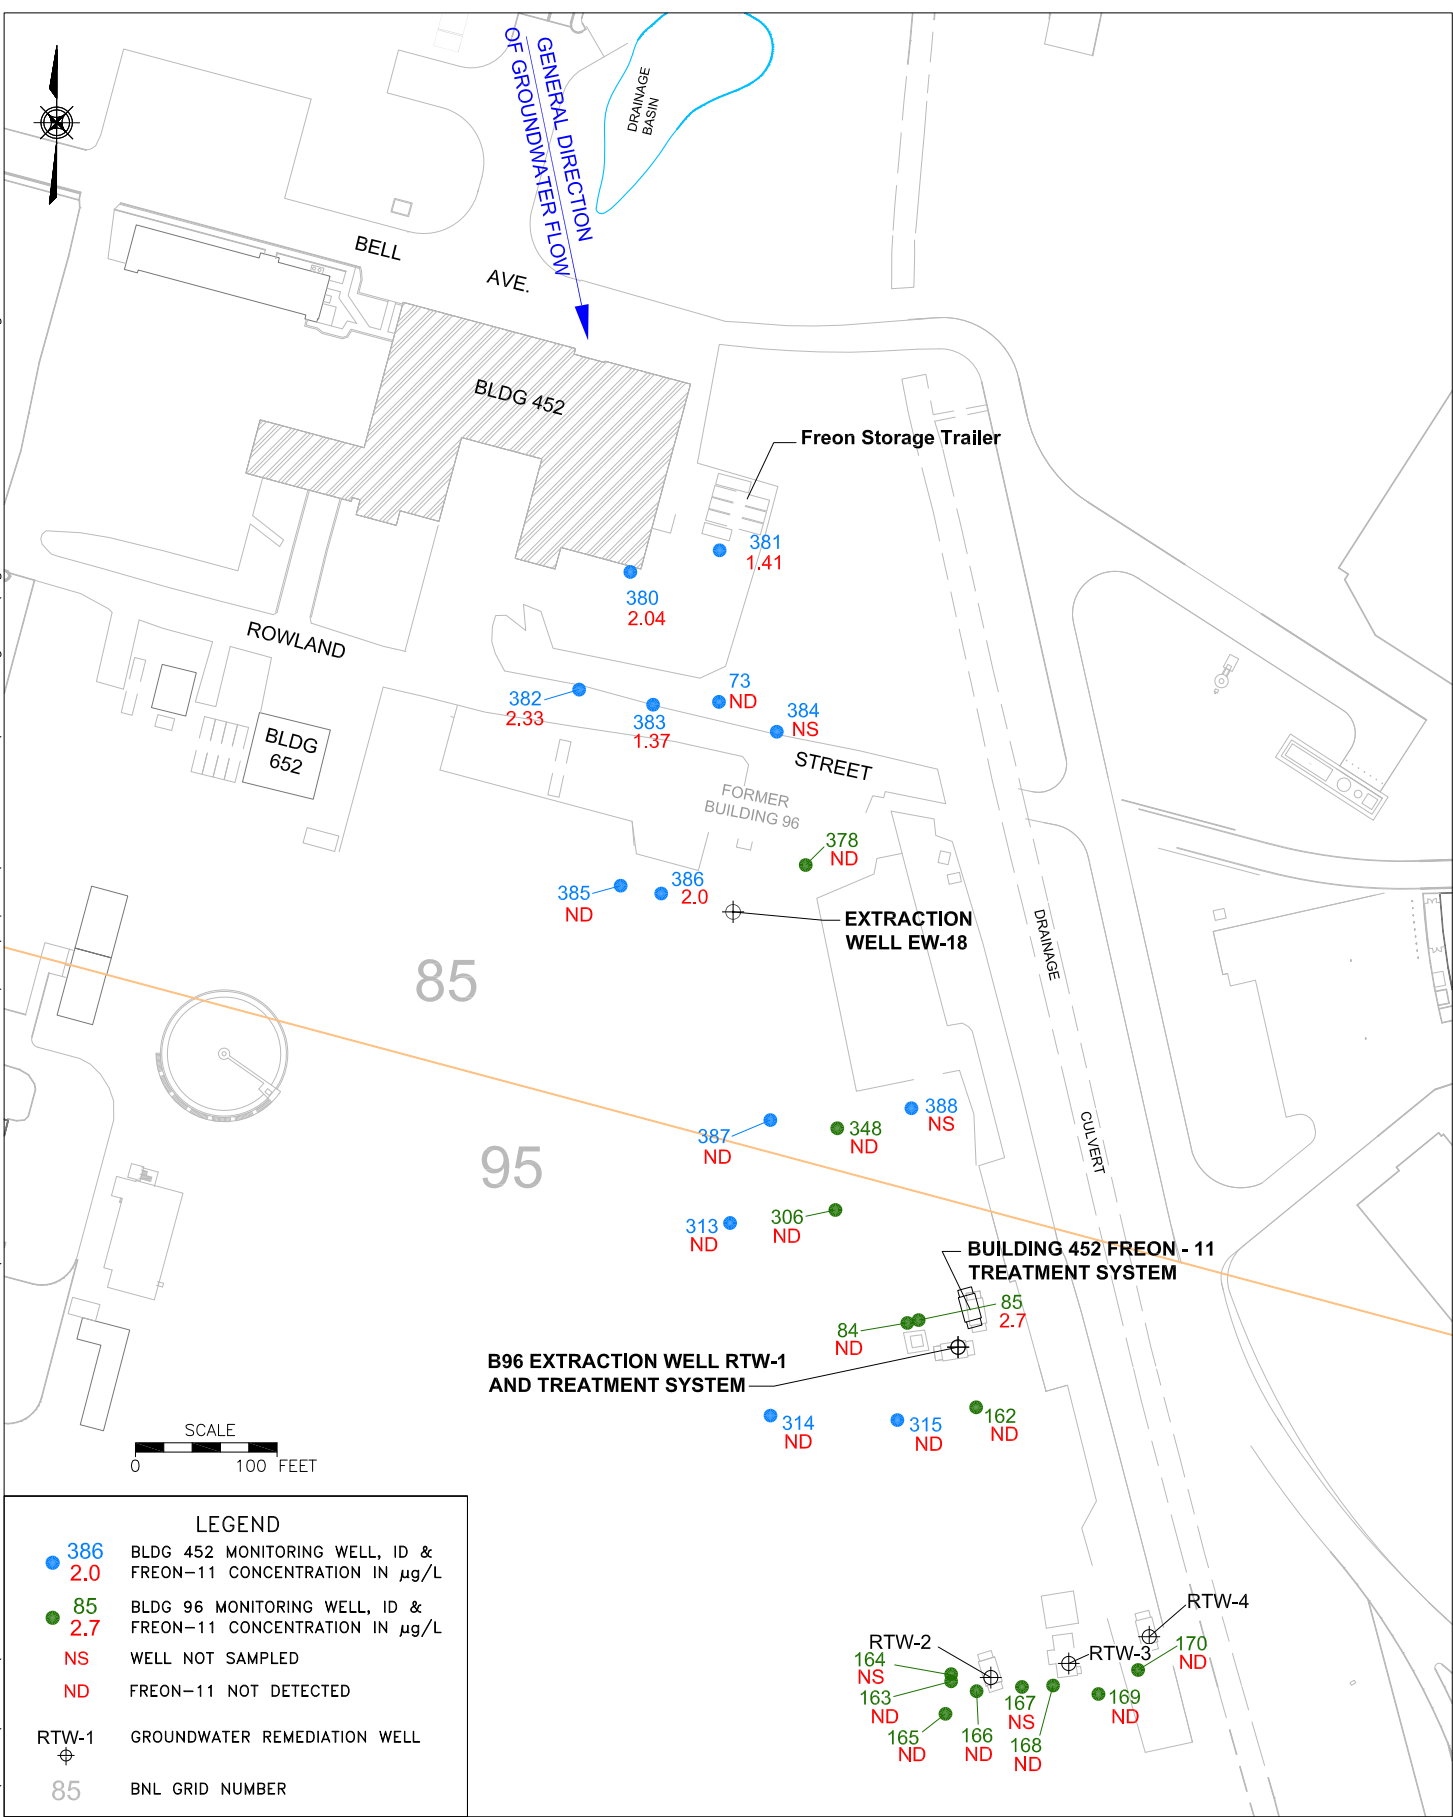 GENERAL DIRECTION
OF GROUNDWATER FLOW
DRAINAGE
BASIN
BELL
AVE.
BLDG 452
Freon Storage Trailer
381
1.41
380
2.04
ROWLAND
73
ND
382
2.33
383
1.37
384
NS
BLDG
652
STREET
FORMER
BUILDING 96
378
ND
385
ND
386
2.0
EXTRACTION
WELL EW-18
DRAINAGE
85
388
NS
387
ND
348
ND
CULVERT
95
313
ND
306
ND
BUILDING 452 FREON - 11
TREATMENT SYSTEM
85
2.7
84
ND
B96 EXTRACTION WELL RTW-1
AND TREATMENT SYSTEM
314
ND
315
ND
162
ND
SCALE
0 100 FEET
LEGEND
386
2.0
BLDG 452 MONITORING WELL, ID &
FREON-11 CONCENTRATION IN µg/L
85
2.7
BLDG 96 MONITORING WELL, ID &
FREON-11 CONCENTRATION IN µg/L
NS WELL NOT SAMPLED
ND FREON-11 NOT DETECTED
RTW-1 GROUNDWATER REMEDIATION WELL
85 BNL GRID NUMBER
RTW-4
RTW-2
RTW-3
170
ND
164
NS
163
ND
165
ND
166
ND
167
NS
168
ND
169
ND